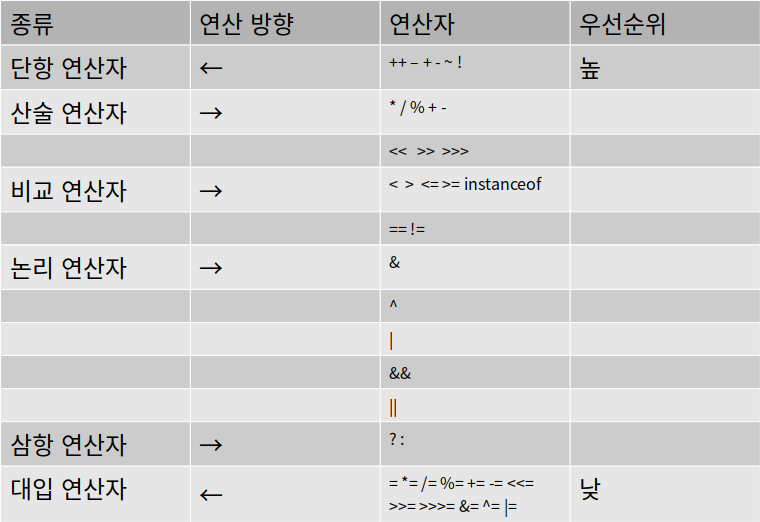 종류 연산 방향 연산자 우선순위
단항 연산자 ← ++ – + - ~ ! 높
산술 연산자 → * / % + -
<< >> >>>
비교 연산자 → < > <= >= instanceof
== !=
논리 연산자 → &
^
|
&&
||
삼항 연산자 → ? :
대입 연산자 ← = *= /= %= += -= <<= 낮
>>= >>>= &= ^= |=